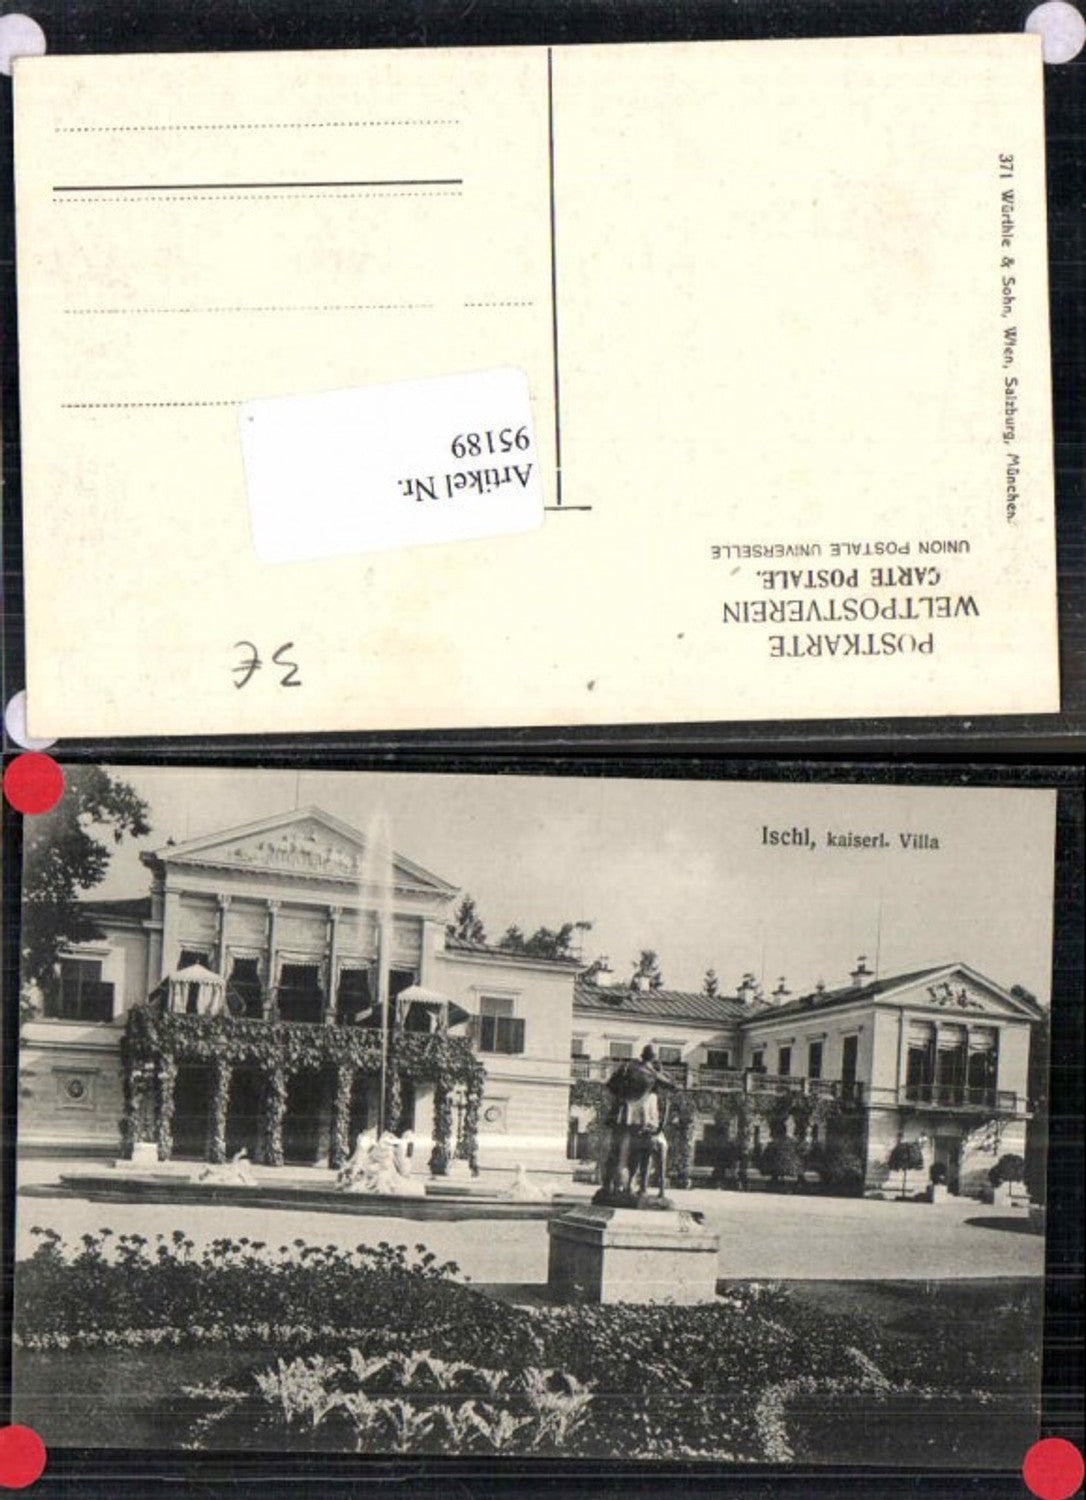 POSTKARTE
WELTPOSTVEREIN
CARTE POSTALE.
UNION POSTALE UNIVERSELLE
371 Würthle & Sohn, Wien, Salzburg, München.
Artikel Nr.
95189
3€
Ischl, kaiserl. Villa